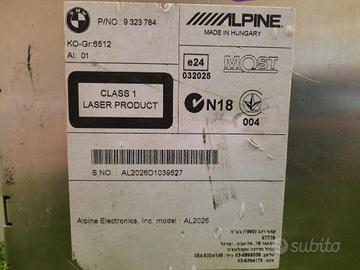 P/NO.: 9 323 784
KO-Gr:6512
AI: 01
ALPINE
MADE IN HUNGARY
e24
032025
MOST
CLASS 1
LASER PRODUCT
N18
004
S.NO.: AL2026D1039527
Alpine Electronics, Inc. model: AL2026
67778
subito